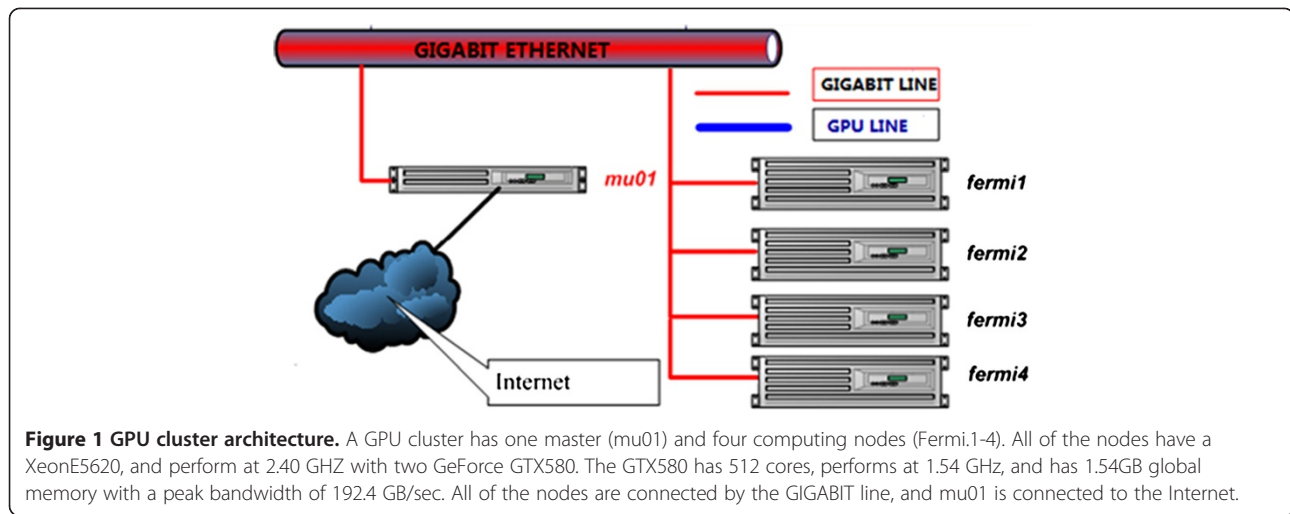 GIGABIT ETHERNET
GIGABIT LINE
GPU LINE
mu01
fermi1
fermi2
fermi3
fermi4
Internet
Figure 1 GPU cluster architecture. A GPU cluster has one master (mu01) and four computing nodes (Fermi.1-4). All of the nodes have a
XeonE5620, and perform at 2.40 GHZ with two GeForce GTX580. The GTX580 has 512 cores, performs at 1.54 GHz, and has 1.54GB global
memory with a peak bandwidth of 192.4 GB/sec. All of the nodes are connected by the GIGABIT line, and mu01 is connected to the Internet.